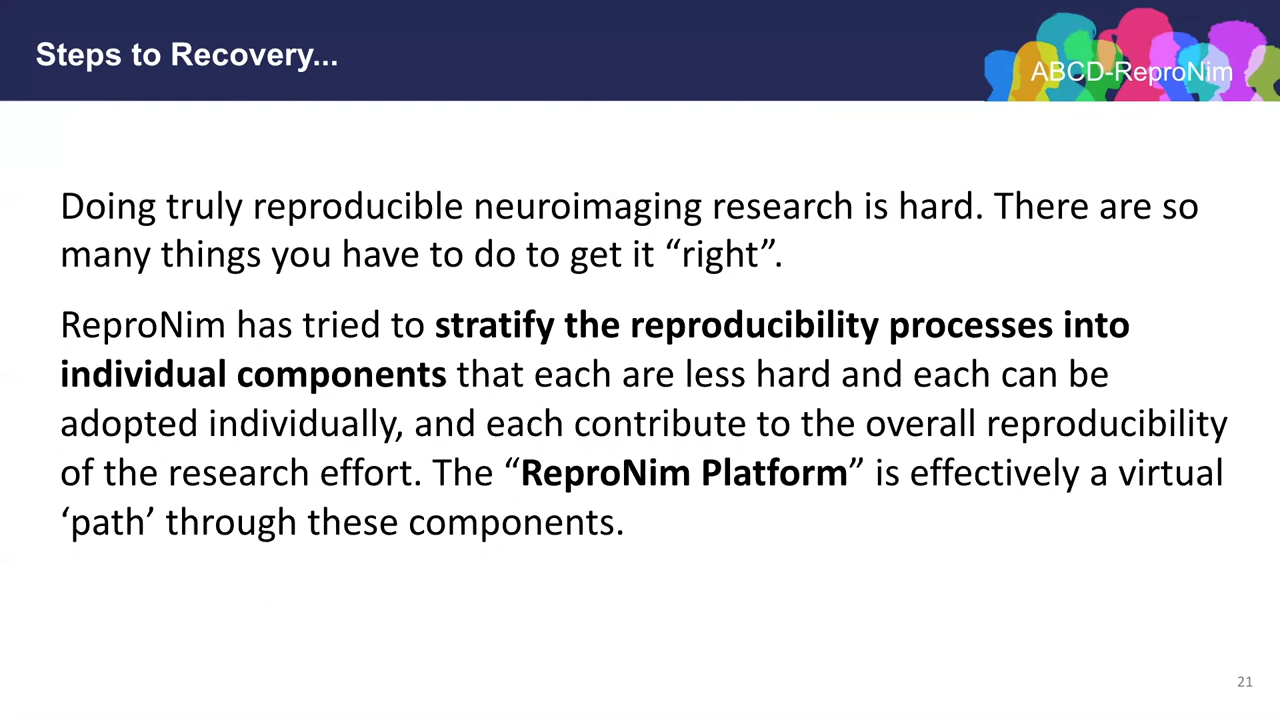 Steps to Recovery...
ABCD-ReproNim
Doing truly reproducible neuroimaging research is hard. There are so
many things you have to do to get it “right”.
ReproNim has tried to stratify the reproducibility processes into
individual components that each are less hard and each can be
adopted individually, and each contribute to the overall reproducibility
of the research effort. The “ReproNim Platform” is effectively a virtual
‘path’ through these components.
21